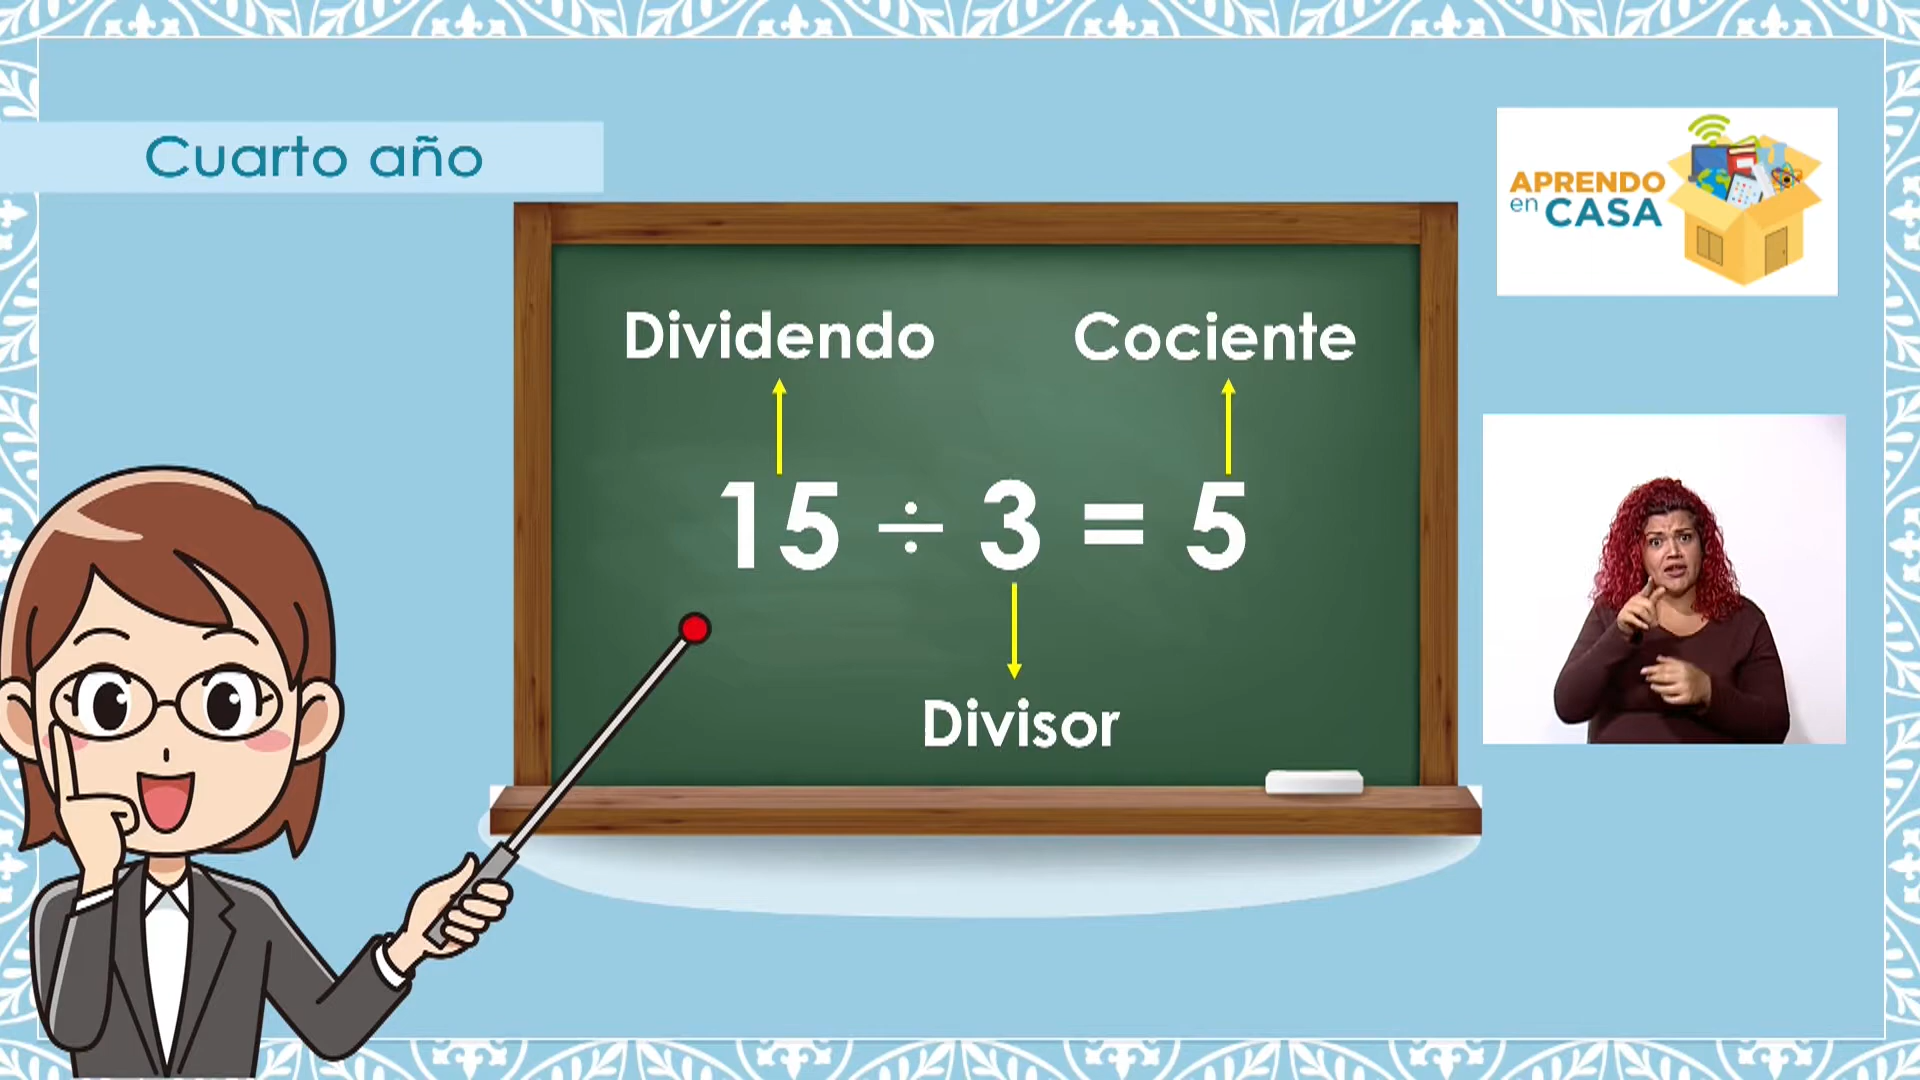 Cuarto año
APRENDO
en CASA
Dividendo Cociente
15 ÷ 3 = 5
Divisor